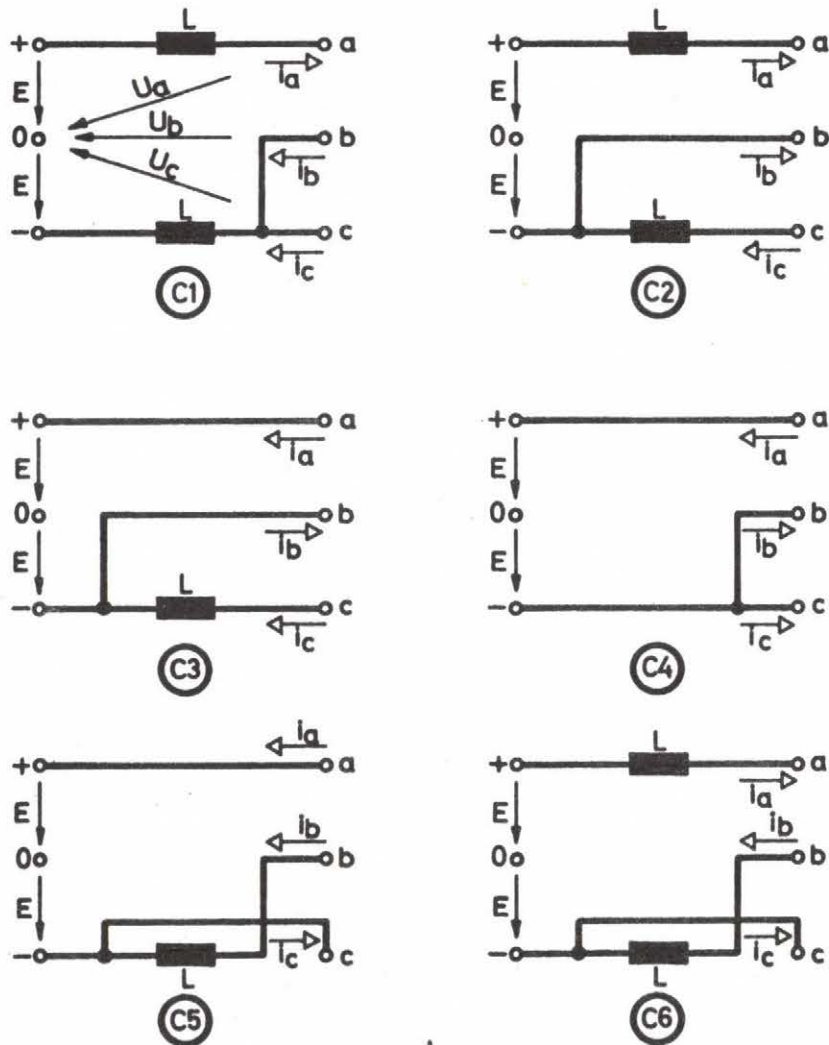 + L a L a
E ia E ia
Ua
0 Ub b 0 b
Uc ib ib
E E
- L c - L c
ic ic
C1 C2
+ a + a
E ia E ia
0 b 0 b
E ib E ib
- L c - c
ic ic
C3 C4
ia L
+ a + a
E ib E ia ib
0 b 0 b
E E
- L ic c - L ic c
C5 C6